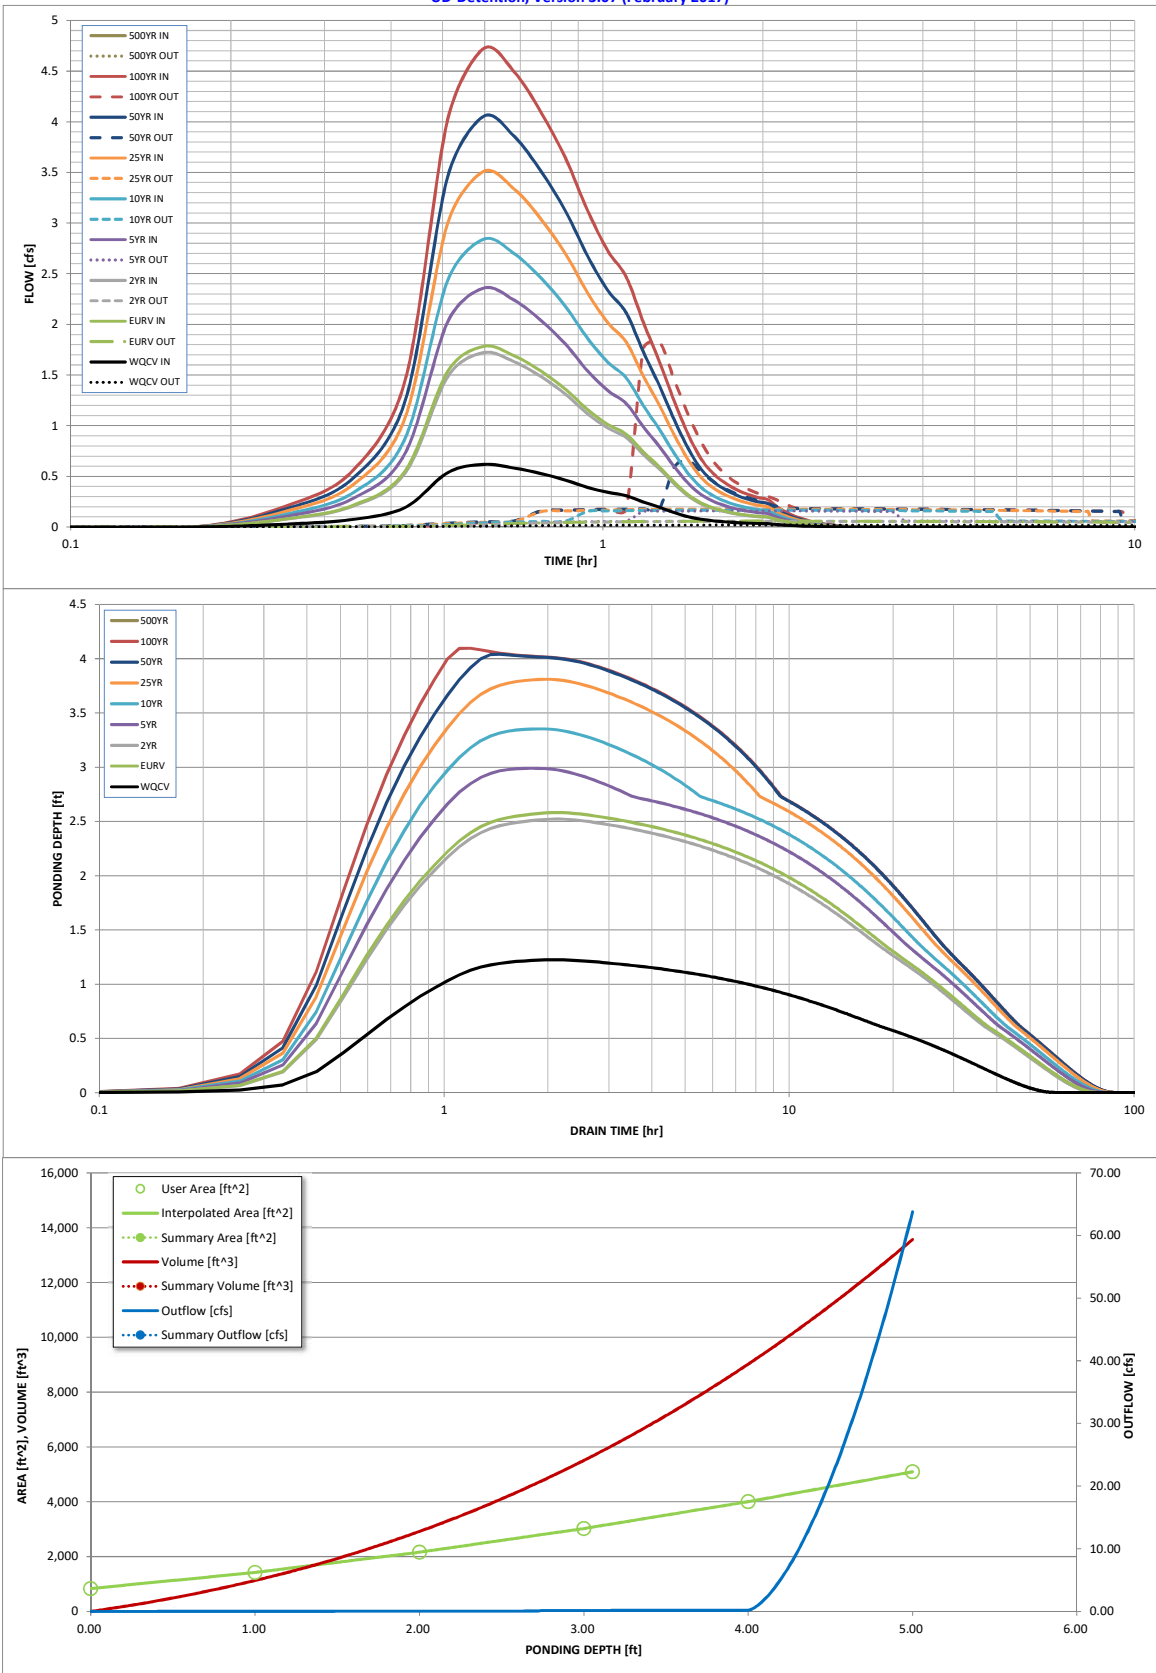 UD-Detention, Version 3.07 (February 2017)
5
4.5
4
3.5
3
2.5
2
1.5
1
0.5
0
FLOW [cfs]
500YR IN
500YR OUT
100YR IN
100YR OUT
50YR IN
50YR OUT
25YR IN
25YR OUT
10YR IN
10YR OUT
5YR IN
5YR OUT
2YR IN
2YR OUT
EURV IN
EURV OUT
WQCV IN
WQCV OUT
0.1
1
10
TIME [hr]
4.5
4
3.5
3
2.5
2
1.5
1
0.5
0
PONDING DEPTH [ft]
500YR
100YR
50YR
25YR
10YR
5YR
2YR
EURV
WQCV
0.1
1
10
100
DRAIN TIME [hr]
16,000
14,000
12,000
10,000
8,000
6,000
4,000
2,000
0
AREA [ft^2], VOLUME [ft^3]
User Area [ft^2]
Interpolated Area [ft^2]
Summary Area [ft^2]
Volume [ft^3]
Summary Volume [ft^3]
Outflow [cfs]
Summary Outflow [cfs]
70.00
60.00
50.00
40.00
30.00
20.00
10.00
0.00
OUTFLOW [cfs]
0.00
1.00
2.00
3.00
4.00
5.00
6.00
PONDING DEPTH [ft]